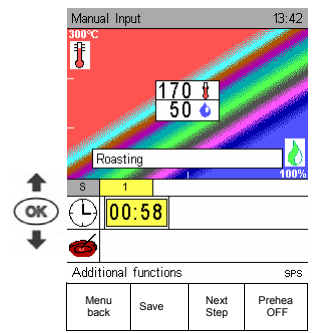 Manual Input 13:42
300°C
170
50
Roasting
100%
S 1
OK
00:58
Additional functions SPS
Menu back
Save
Next Step
Prehea OFF